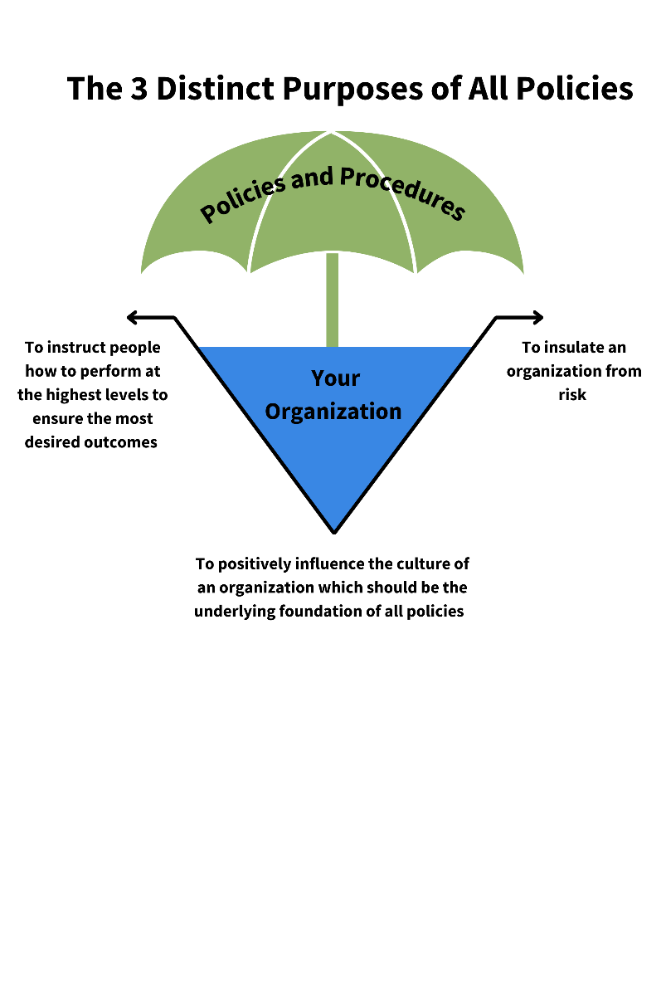 The 3 Distinct Purposes of All Policies
Policies and Procedures
To instruct people
how to perform at
the highest levels to
ensure the most
desired outcomes
Your
Organization
To insulate an
organization from
risk
To positively influence the culture of
an organization which should be the
underlying foundation of all policies